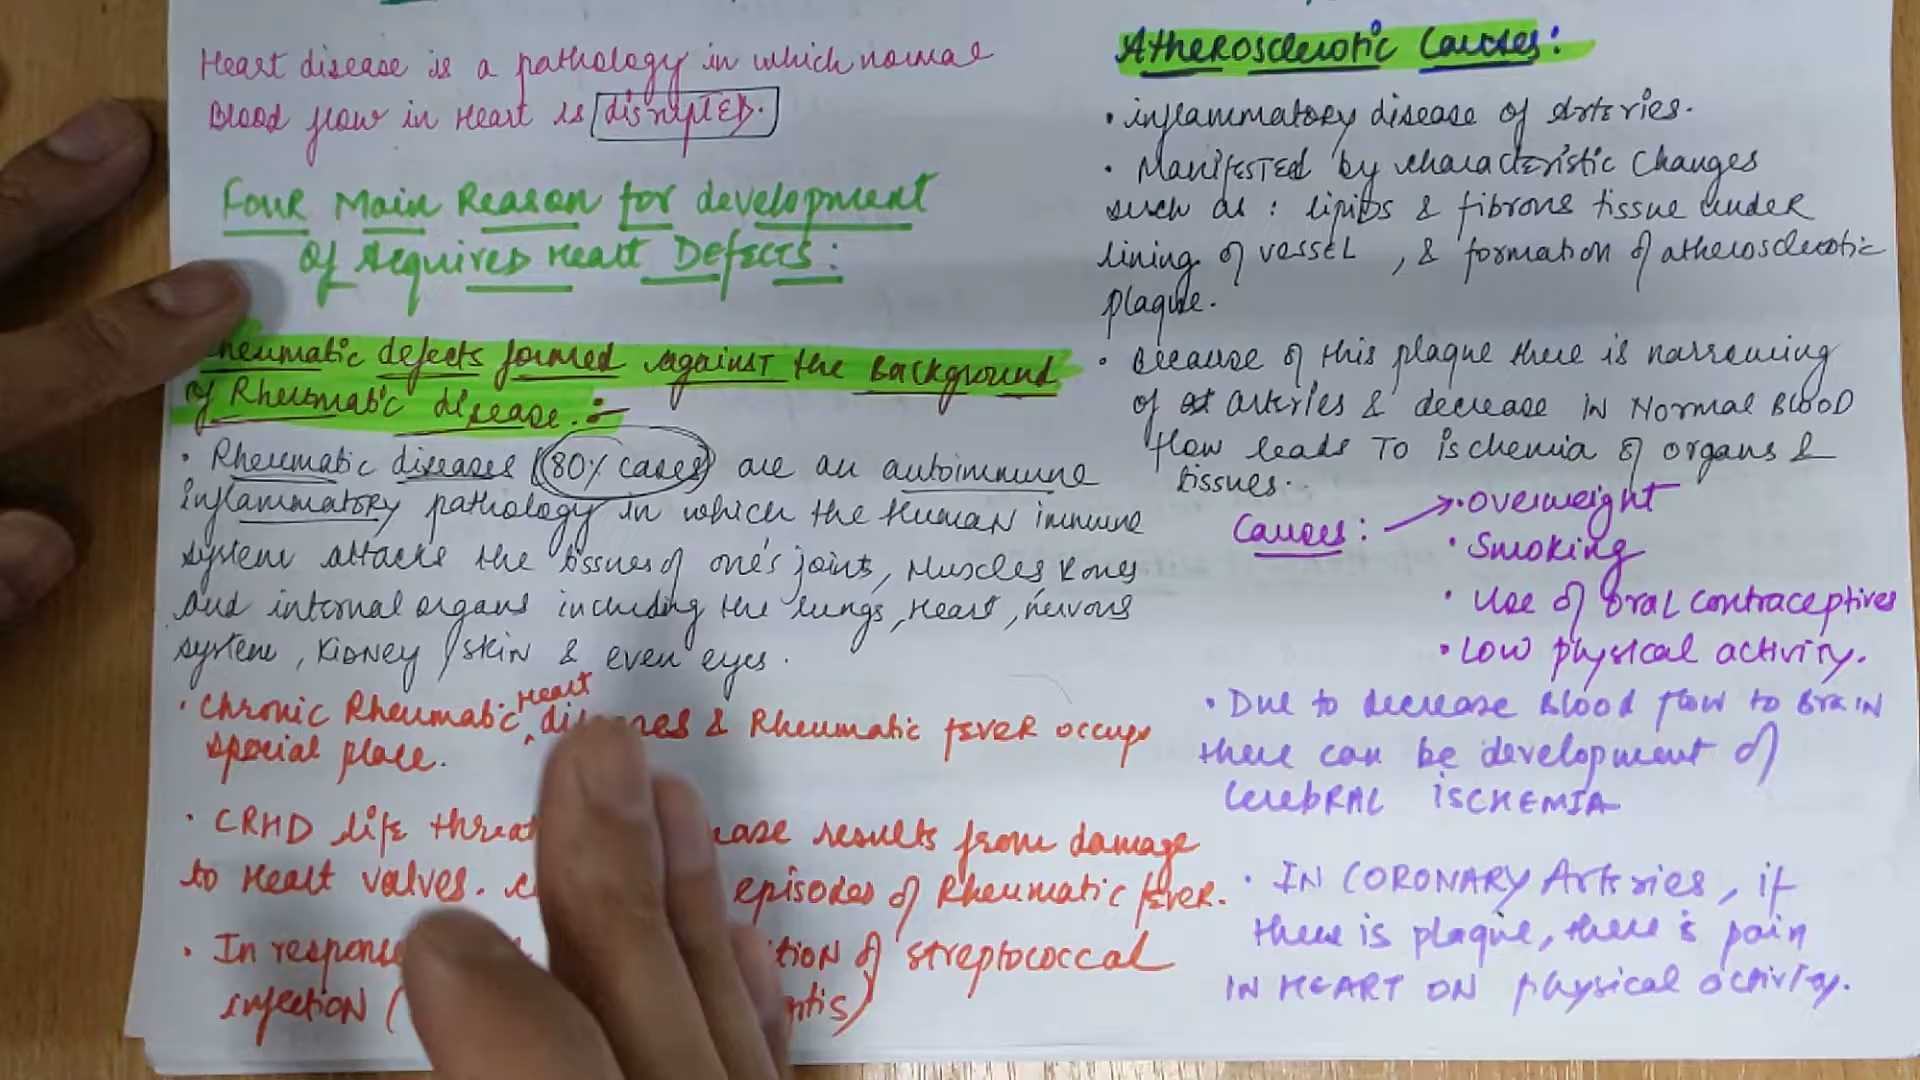 Heart disease is a pathology in which normal
Blood flow in Heart is disrupted.
Four Main Reason for development
of Acquired Heart Defects:
Rheumatic defects formed against the Background
of Rheumatic disease :-
• Rheumatic diseases (80% cases) are an autoimmune
inflammatory pathology in which the Human immune
system attacks the tissues of one's joints, Muscles Bones
and internal organs including the lungs, Heart, nervous
system, Kidney, skin & even eyes.
• Chronic Rheumatic Heart diseases & Rheumatic fever occupy
special place.
• CRHD life results from damage
to Heart valves. episodes of Rheumatic fever.
• In response of streptococcal
infection (
Atherosclerotic Causes:
• inflammatory disease of Arteries.
• Manifested by characteristic Changes
such as : lipids & fibrous tissue under
lining of vessel , & formation of atherosclerotic
plaque.
• Because of this plaque there is narrowing
of arteries & decrease in Normal Blood
flow leads To ischemia of organs &
tissues.
Causes: → • overweight
• Smoking
• Use of Oral contraceptives
• Low physical activity.
• Due to decrease Blood flow to Brain
there can be development of
Cerebral ISCHEMIA
• IN CORONARY Arteries, if
there is plaque, there is pain
IN HEART ON physical activity.